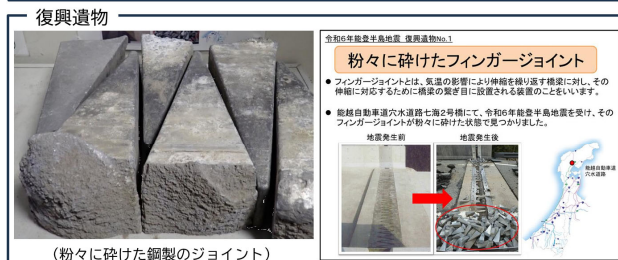 復興遺物
令和6年能登半島地震 復興遺物No.1
粉々に砕けたフィンガージョイント
● フィンガージョイントとは、気温の影響により伸縮を繰り返す橋梁に対し、その
伸縮に対応するために橋梁の繋ぎ目に設置される装置のことをいいます。
● 能越自動車道穴水道路七海2号橋にて、令和6年能登半島地震を受け、その
フィンガージョイントが粉々に砕けた状態で見つかりました。
地震発生前
地震発生後
能越自動車道
穴水道路
(粉々に砕けた鋼製のジョイント)